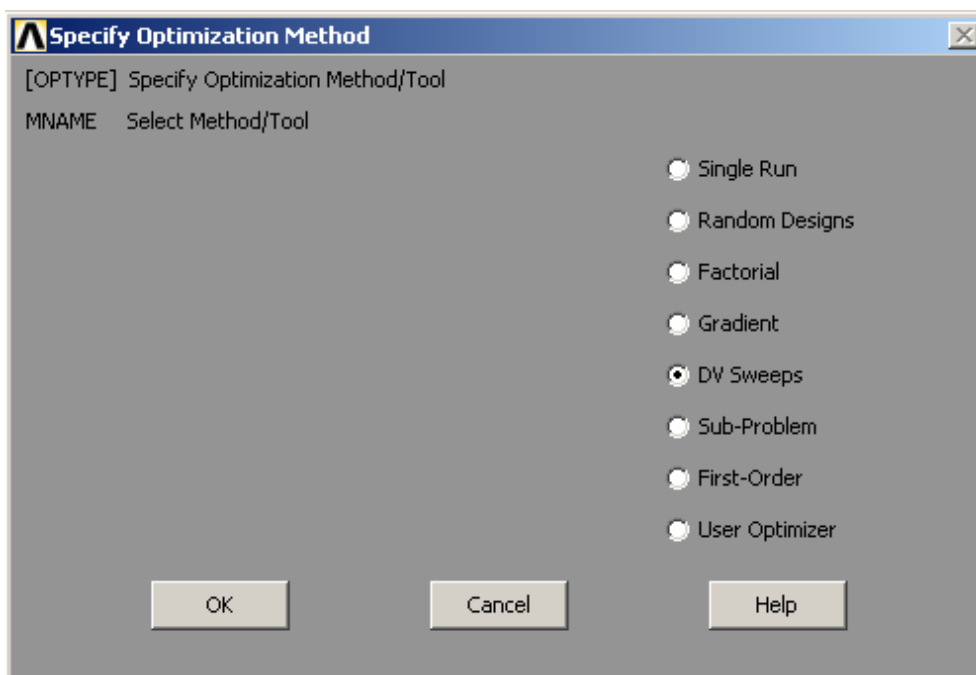 Specify Optimization Method
[OPTYPE] Specify Optimization Method/Tool
MNAME Select Method/Tool
Single Run
Random Designs
Factorial
Gradient
DV Sweeps
Sub-Problem
First-Order
User Optimizer
OK Cancel Help